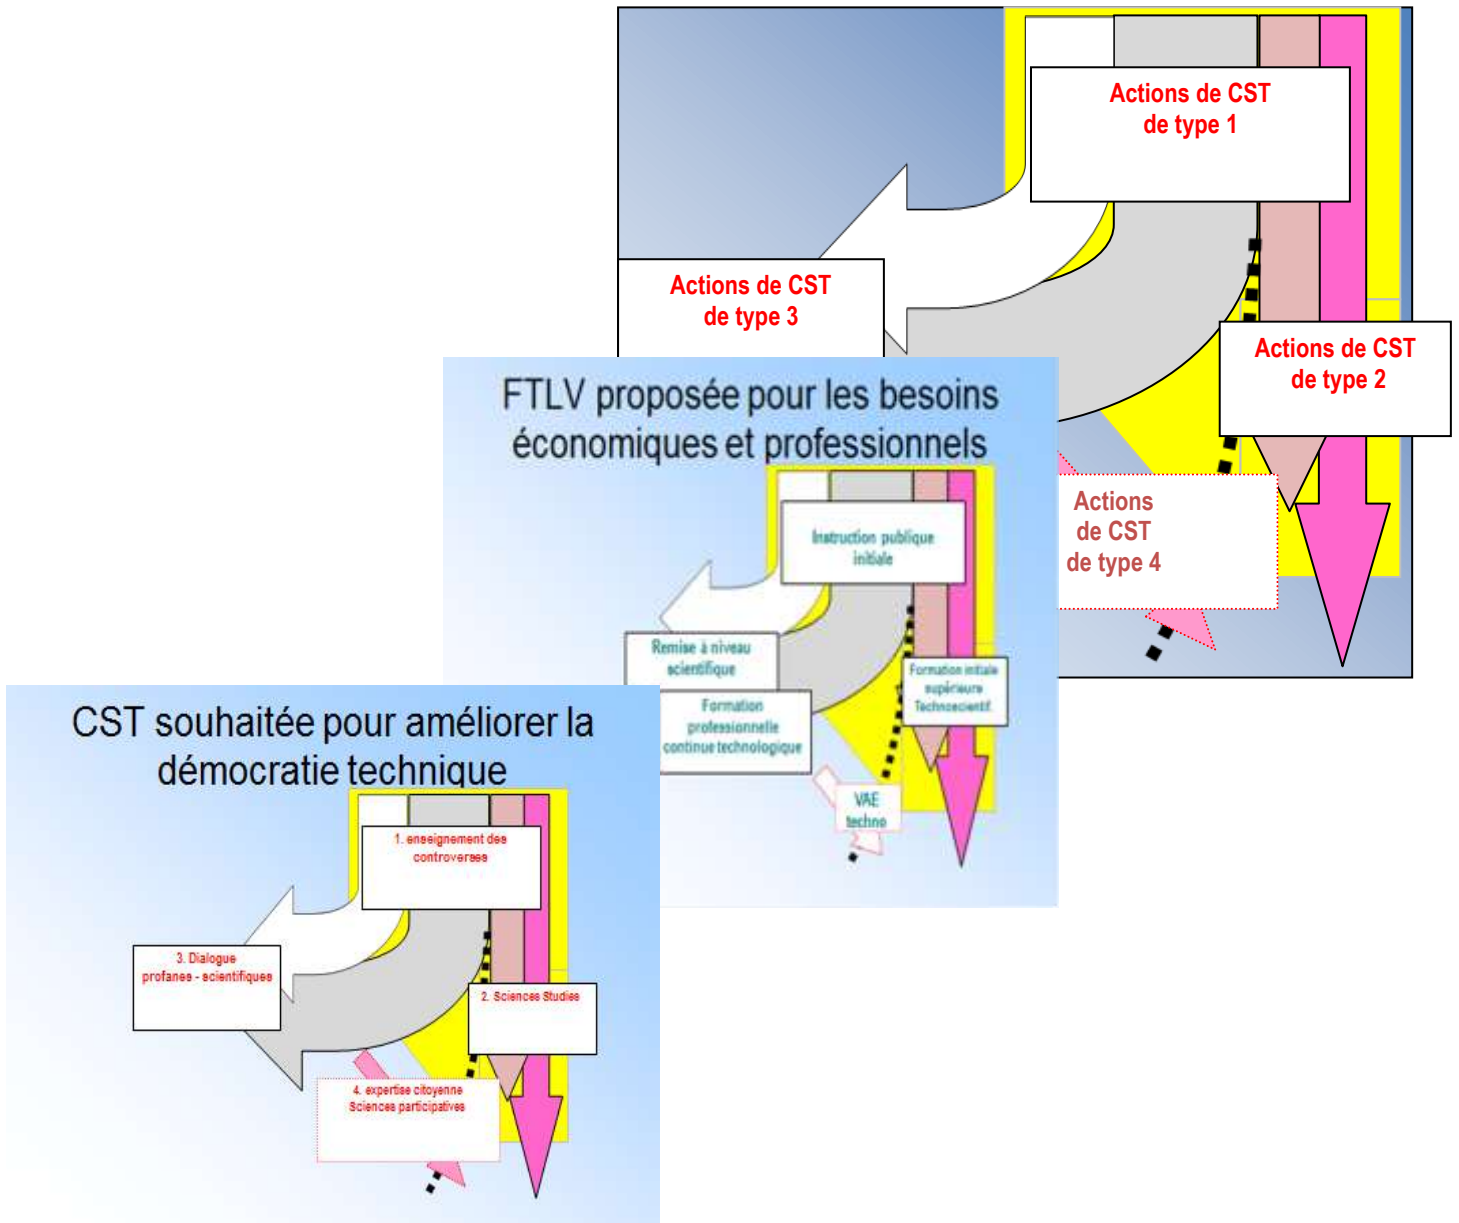 Actions de CST
de type 1
Actions de CST
de type 3
Actions de CST
de type 2
Actions
de CST
de type 4
FTLV proposée pour les besoins
économiques et professionnels
Instruction publique
initiale
Remise à niveau
scientifique
Formation initiale
supérieure
Technoscientif.
Formation
professionnelle
continue technologique
VAE
techno
CST souhaitée pour améliorer la
démocratie technique
1. enseignement des
controverses
3. Dialogue
profanes - scientifiques
2. Sciences Studies
4. expertise citoyenne
Sciences participatives